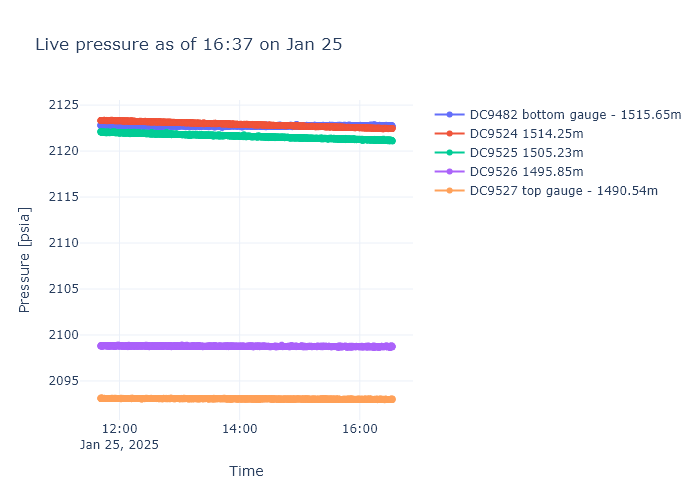 Live pressure as of 16:37 on Jan 25
2125
2120
2115
2110
2105
2100
2095
Pressure [psia]
12:00
Jan 25, 2025
14:00
16:00
Time
DC9482 bottom gauge - 1515.65m
DC9524 1514.25m
DC9525 1505.23m
DC9526 1495.85m
DC9527 top gauge - 1490.54m